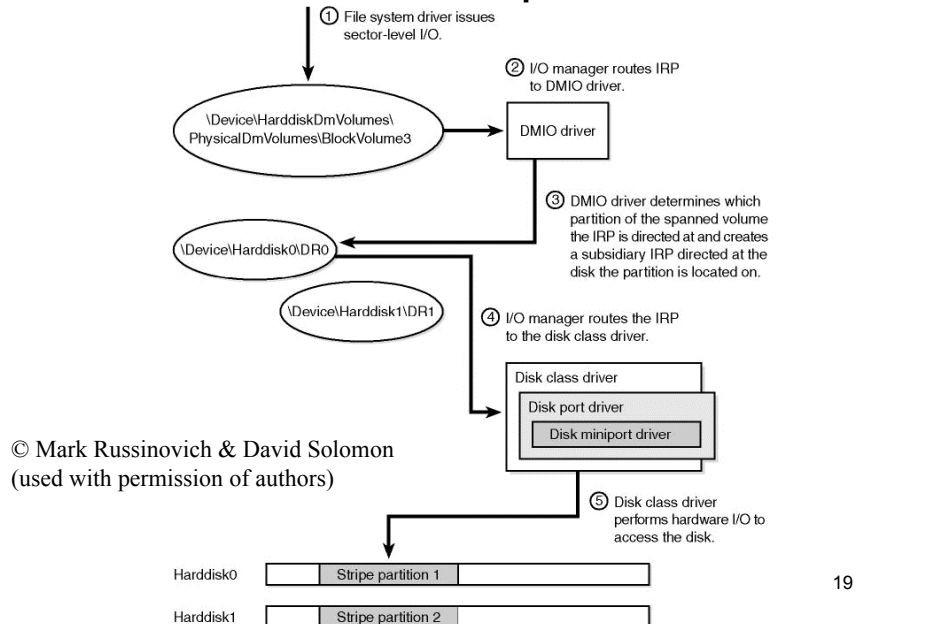 ① File system driver issues
sector-level I/O.
② I/O manager routes IRP
to DMIO driver.
\Device\HarddiskDmVolumes\
PhysicalDmVolumes\BlockVolume3
DMIO driver
③ DMIO driver determines which
partition of the spanned volume
the IRP is directed at and creates
a subsidiary IRP directed at the
disk the partition is located on.
\Device\Harddisk0\DR0
\Device\Harddisk1\DR1
④ I/O manager routes the IRP
to the disk class driver.
Disk class driver
Disk port driver
Disk miniport driver
© Mark Russinovich & David Solomon
(used with permission of authors)
⑤ Disk class driver
performs hardware I/O to
access the disk.
Harddisk0
Stripe partition 1
19
Harddisk1
Stripe partition 2